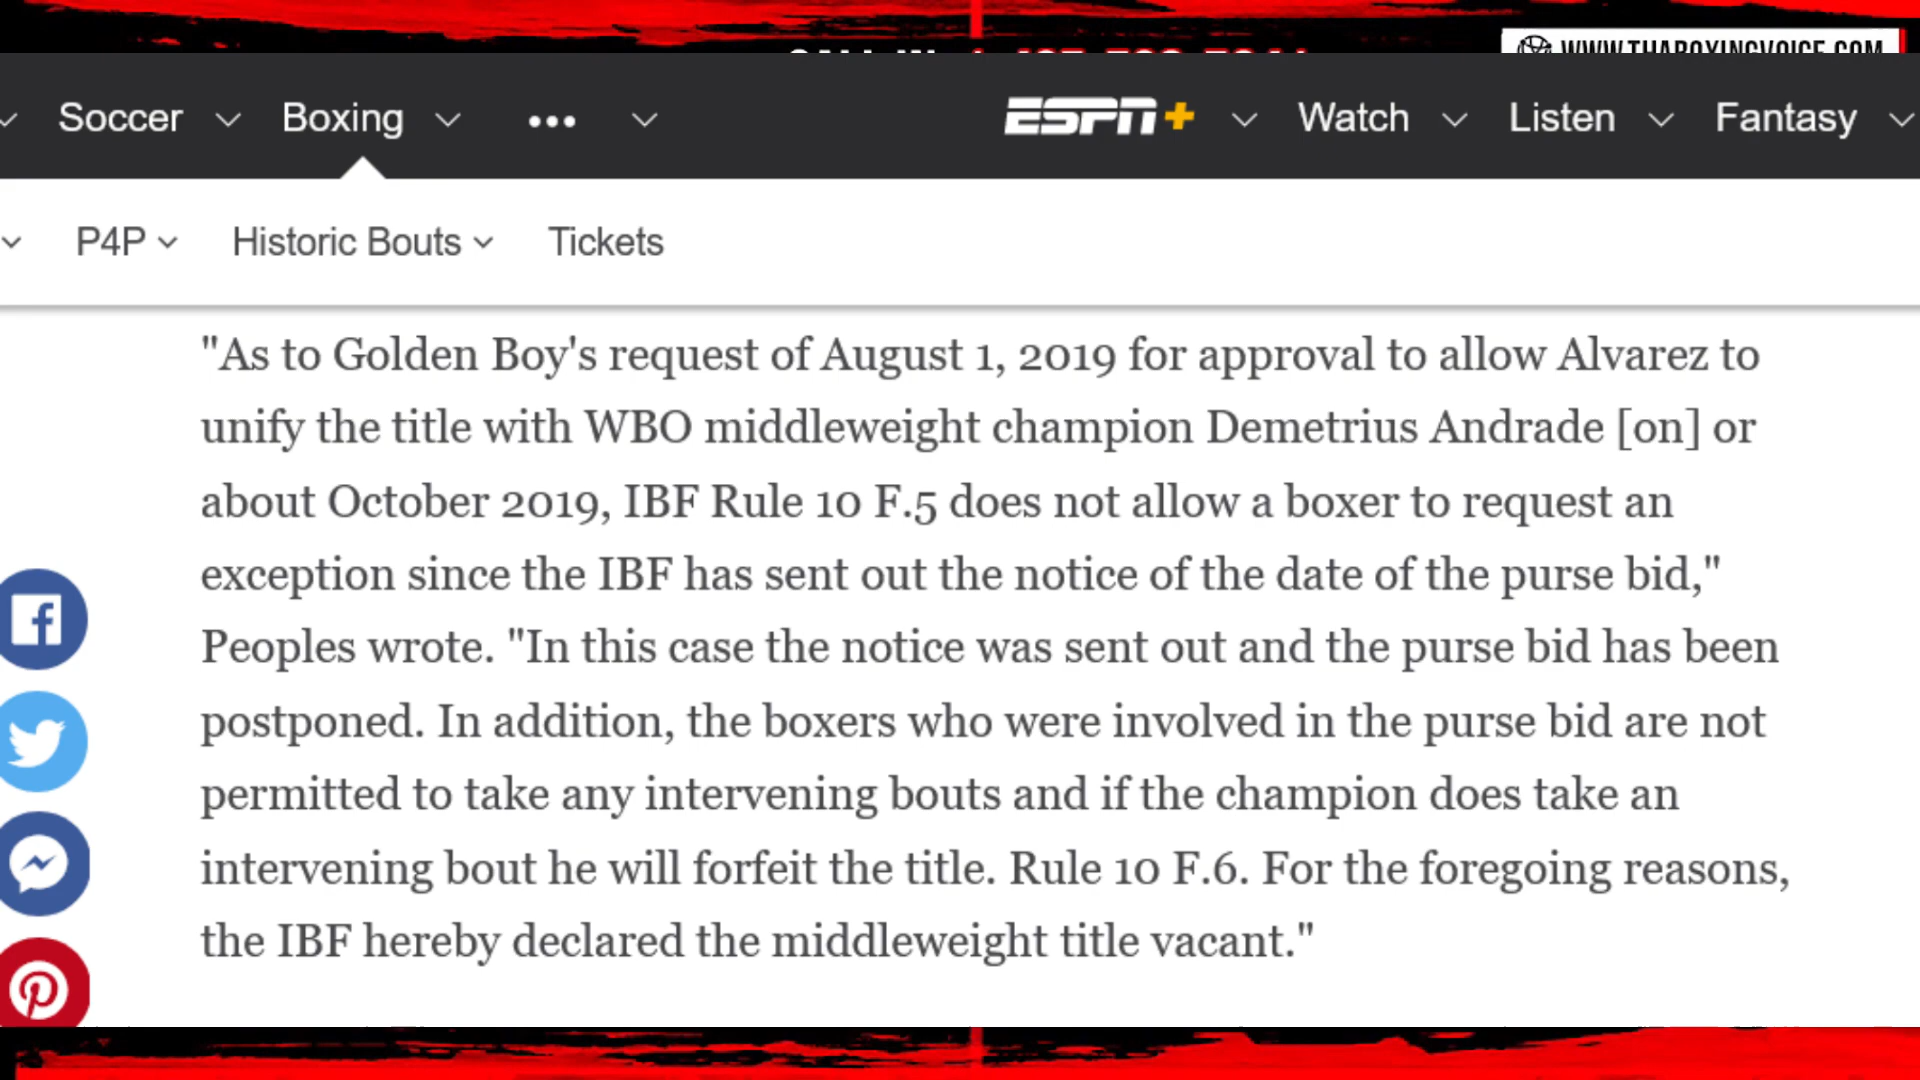 WWW.THABOXINGVOICE.COM
Soccer Boxing ... ESPN+ Watch Listen Fantasy
P4P Historic Bouts Tickets
"As to Golden Boy's request of August 1, 2019 for approval to allow Alvarez to
unify the title with WBO middleweight champion Demetrius Andrade [on] or
about October 2019, IBF Rule 10 F.5 does not allow a boxer to request an
exception since the IBF has sent out the notice of the date of the purse bid,"
Peoples wrote. "In this case the notice was sent out and the purse bid has been
postponed. In addition, the boxers who were involved in the purse bid are not
permitted to take any intervening bouts and if the champion does take an
intervening bout he will forfeit the title. Rule 10 F.6. For the foregoing reasons,
the IBF hereby declared the middleweight title vacant."